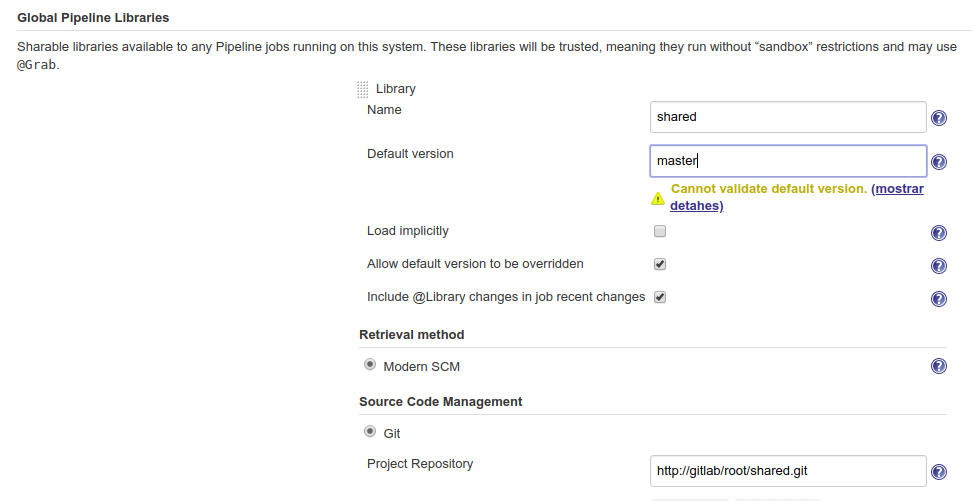 Global Pipeline Libraries
Sharable libraries available to any Pipeline jobs running on this system. These libraries will be trusted, meaning they run without “sandbox” restrictions and may use
@Grab.
Library
Name
shared
Default version
master
Cannot validate default version. (mostrar
detahes)
Load implicitly
Allow default version to be overridden
Include @Library changes in job recent changes
Retrieval method
Modern SCM
Source Code Management
Git
Project Repository
http://gitlab/root/shared.git